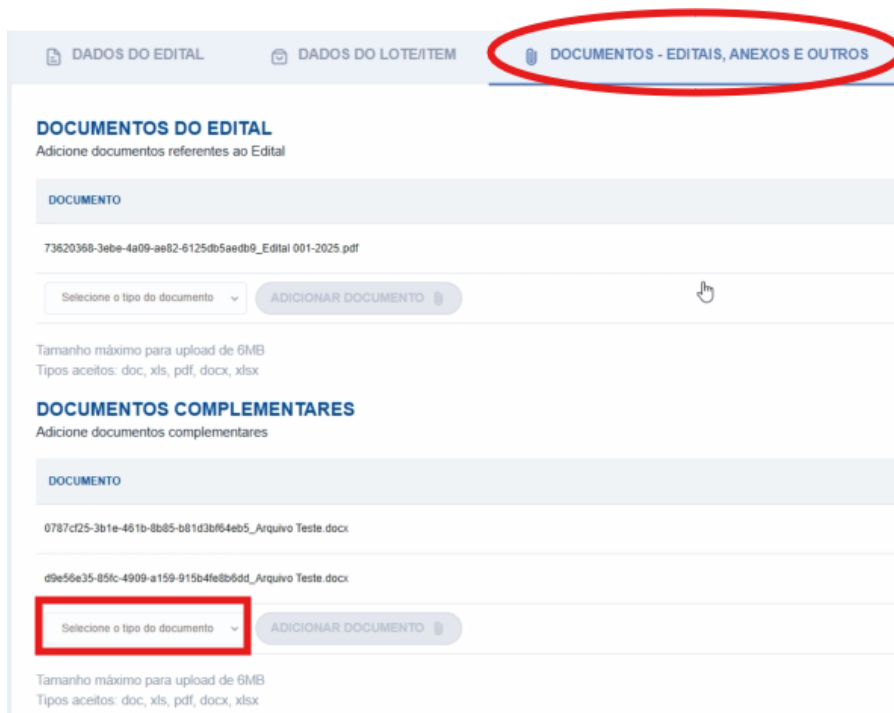 DADOS DO EDITAL DADOS DO LOTE/ITEM DOCUMENTOS - EDITAIS, ANEXOS E OUTROS
DOCUMENTOS DO EDITAL
Adicione documentos referentes ao Edital
DOCUMENTO
73620368-3ebe-4a09-ae82-6125db5aedb9_Edital 001-2025.pdf
Selecione o tipo do documento ADICIONAR DOCUMENTO
Tamanho máximo para upload de 6MB
Tipos aceitos: doc, xls, pdf, docx, xlsx
DOCUMENTOS COMPLEMENTARES
Adicione documentos complementares
DOCUMENTO
0787cf25-3b1e-461b-8b85-b81d3bf64eb5_Arquivo Teste.docx
d9e56e35-85fc-4909-a159-915b4fe8b6dd_Arquivo Teste.docx
Selecione o tipo do documento ADICIONAR DOCUMENTO
Tamanho máximo para upload de 6MB
Tipos aceitos: doc, xls, pdf, docx, xlsx